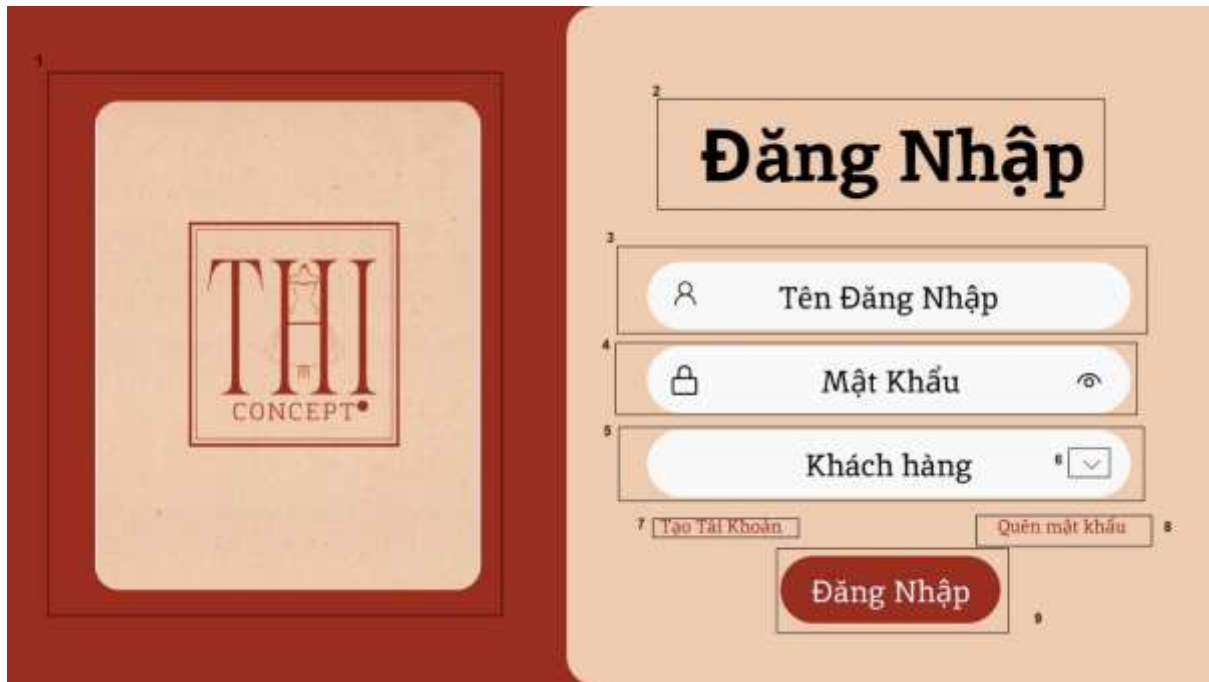 1
THỊ
CONCEPT
2
Đăng Nhập
3
Tên Đăng Nhập
4
Mật Khẩu
5
Khách hàng
6
7 Tạo Tài Khoản
Quên mật khẩu 8
Đăng Nhập
9